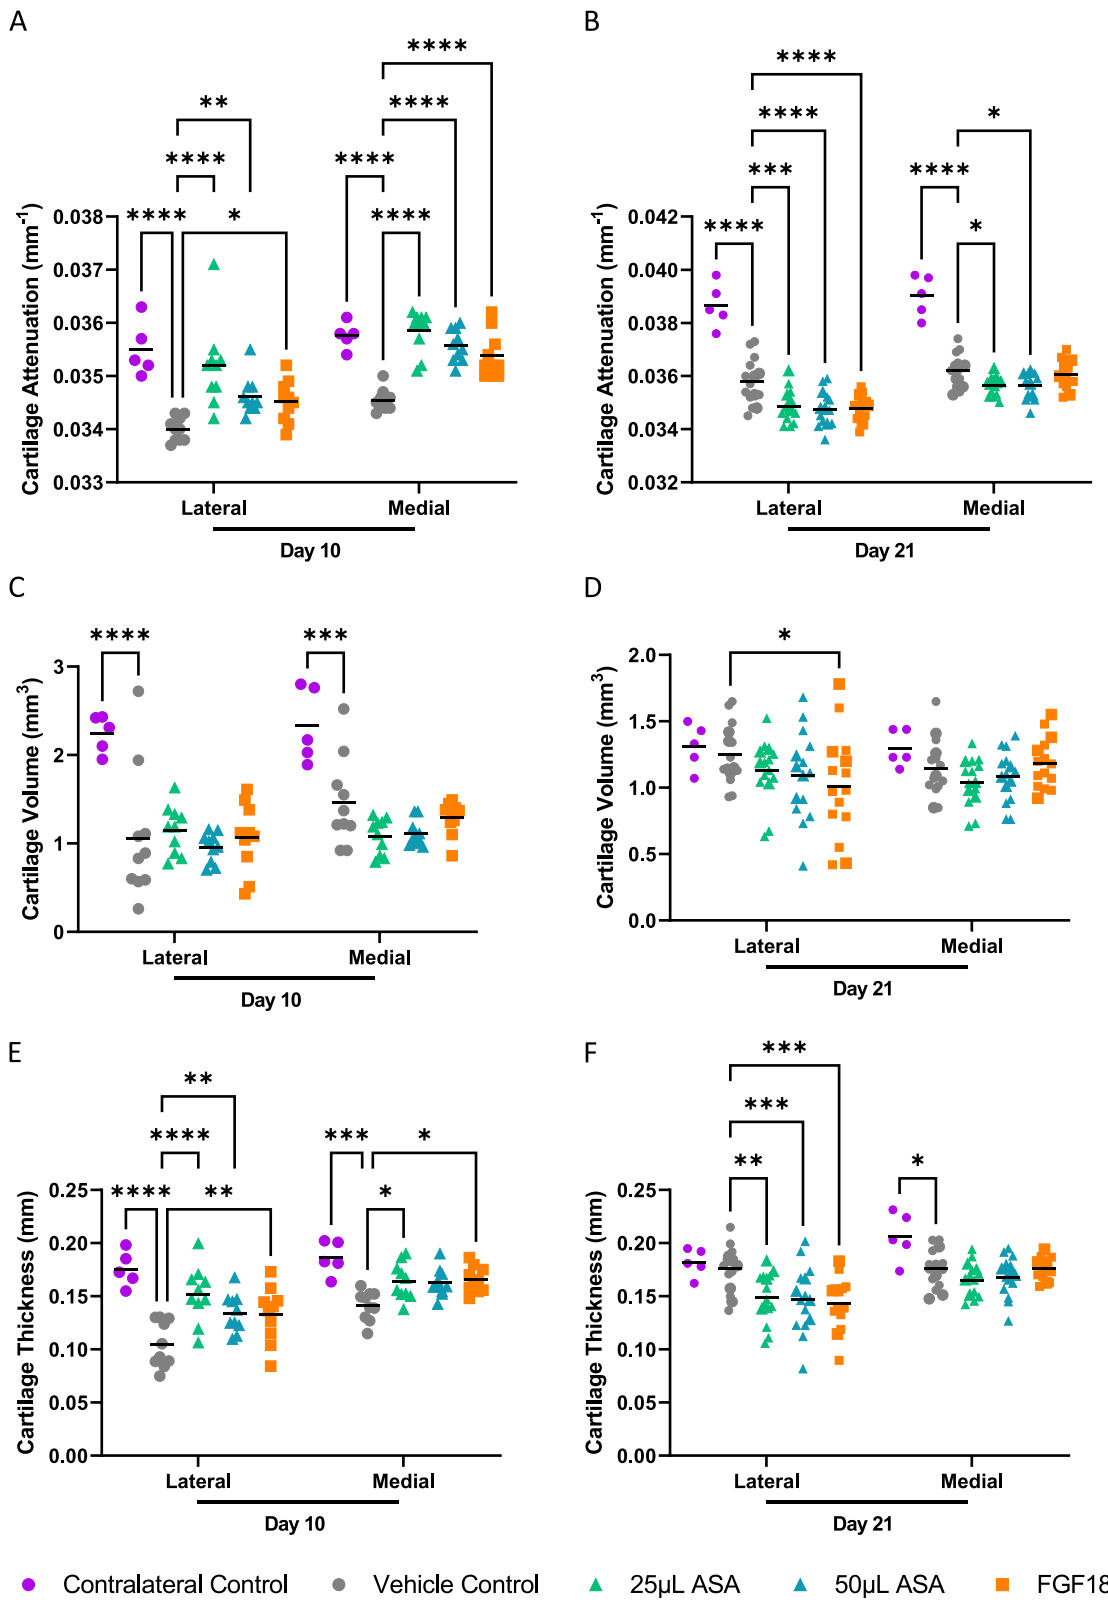 A
B
****
****
**
****
****
****
****
*
****
****
****
****
***
****
*
****
*
Cartilage Attenuation (mm⁻¹)
0.038
0.037
0.036
0.035
0.034
0.033
Lateral
Medial
Day 10
Cartilage Attenuation (mm⁻¹)
0.042
0.040
0.038
0.036
0.034
0.032
Lateral
Medial
Day 21
C
D
****
***
Cartilage Volume (mm³)
3
2
1
0
Lateral
Medial
Day 10
*
Cartilage Volume (mm³)
2.0
1.5
1.0
0.5
0.0
Lateral
Medial
Day 21
E
F
**
****
****
**
***
*
*
Cartilage Thickness (mm)
0.25
0.20
0.15
0.10
0.05
0.00
Lateral
Medial
Day 10
***
***
**
*
Cartilage Thickness (mm)
0.25
0.20
0.15
0.10
0.05
0.00
Lateral
Medial
Day 21
Contralateral Control
Vehicle Control
25µL ASA
50µL ASA
FGF18